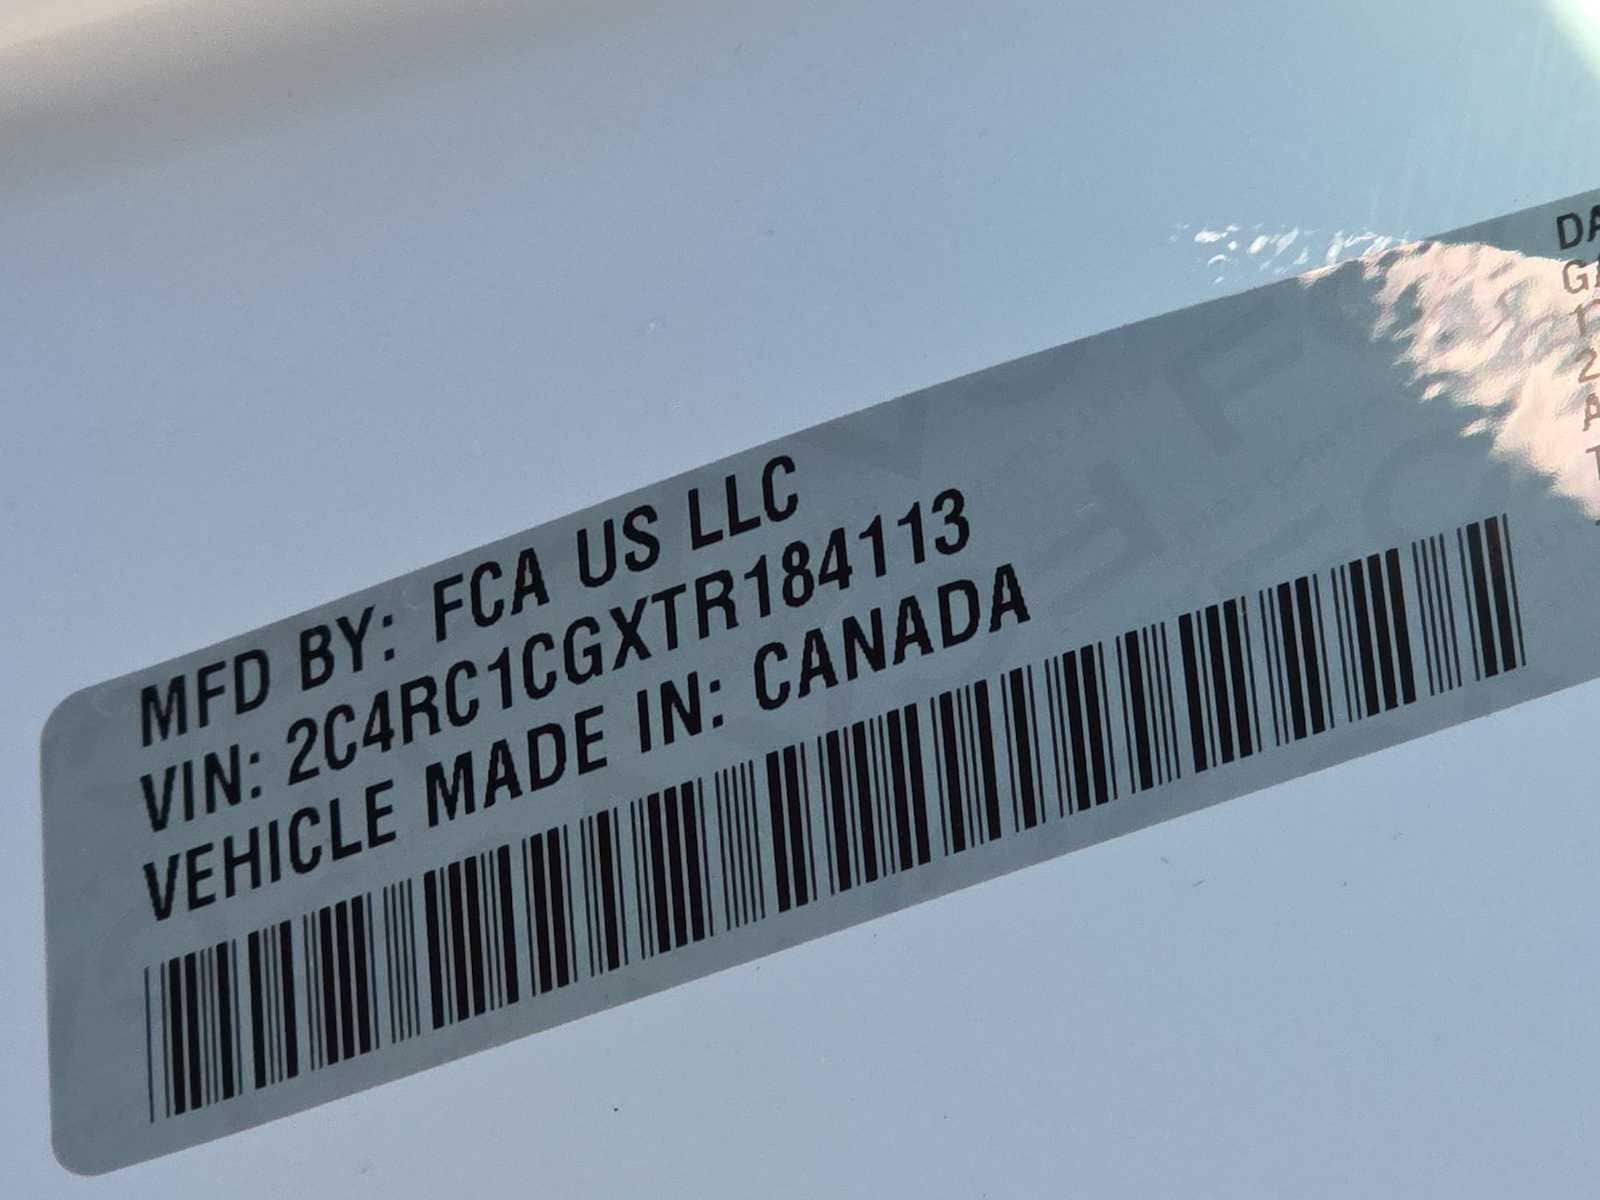 MFD BY: FCA US LLC
VIN: 2C4RC1CGXTR184113
VEHICLE MADE IN: CANADA